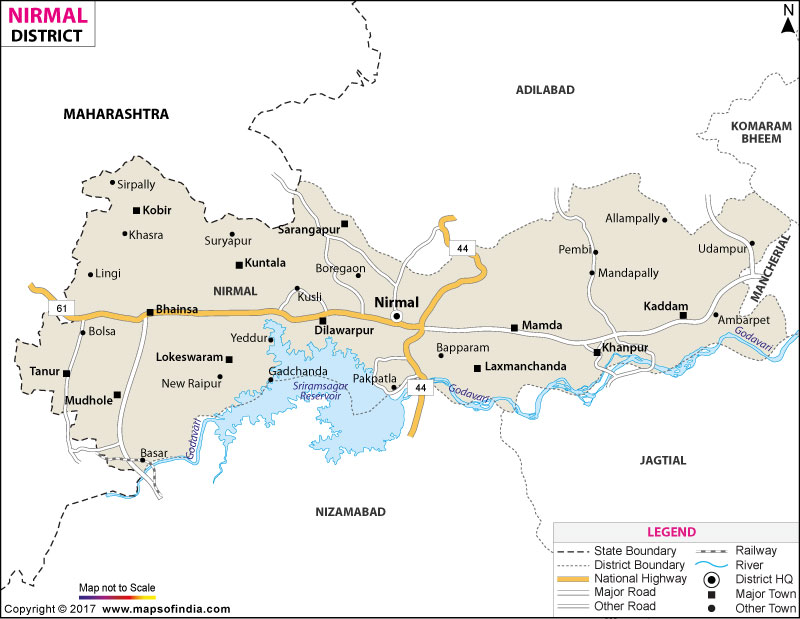 NIRMAL
DISTRICT
N
MAHARASHTRA
ADILABAD
KOMARAM
BHEEM
Sirpally
Kobir
Khasra
Suryapur
Sarangapur
Allampally
Udampur
44
Pembi
Kuntala
Boregaon
Mandapally
Lingi
MANCHERIAL
NIRMAL
Kusli
Nirmal
61
Bhainsa
Kaddam
Ambarpet
Bolsa
Dilawarpur
Mamda
Godavari
Yeddur
Bapparam
Khanpur
Lokeswaram
Laxmanchanda
Tanur
New Raipur
Gadchanda
Pakpatla
44
Sriramsagar
Reservoir
Mudhole
Godavari
Godavari
Basar
JAGTIAL
NIZAMABAD
LEGEND
State Boundary
District Boundary
National Highway
Major Road
Other Road
Railway
River
District HQ
Major Town
Other Town
Map not to Scale
Copyright © 2017 www.mapsofindia.com